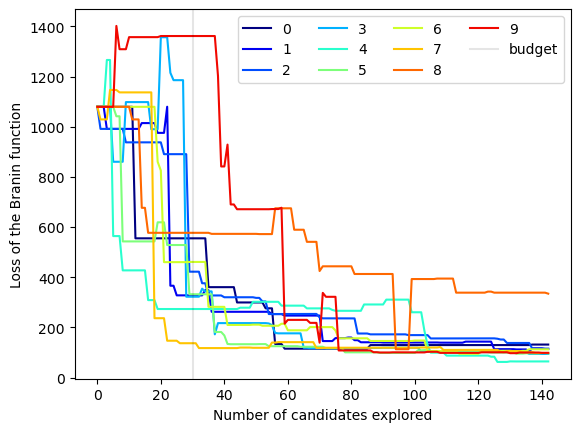 0 3 6 9
1 4 7 budget
2 5 8
1400
1200
1000
800
600
400
200
0
Loss of the Branin function
0 20 40 60 80 100 120 140
Number of candidates explored